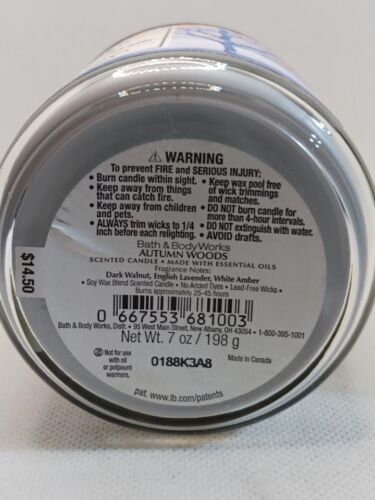 ⚠ WARNING
To prevent FIRE and SERIOUS INJURY:
• Burn candle within sight.
• Keep away from things
that can catch fire.
• Keep away from children
and pets.
• ALWAYS trim wicks to 1/4
inch before each relighting.
• Keep wax pool free
of wick trimmings
and matches.
• DO NOT burn candle for
more than 4-hour intervals.
• DO NOT extinguish with water.
• AVOID drafts.
Bath & Body Works
AUTUMN WOODS
SCENTED CANDLE • MADE WITH ESSENTIAL OILS
Fragrance Notes:
Dark Walnut, English Lavender, White Amber
• Soy Wax Blend Scented Candle • No Added Dyes • Lead-Free Wicks •
Burns approximately 25-45 hours
0 667553 681003
Bath & Body Works, Distr. • 95 West Main Street, New Albany, OH 43054 • 1-800-395-1001
Net Wt. 7 oz / 198 g
Not for use
with oil
or potpourri
warmers.
0188K3A8
Made in Canada
pat. www.lb.com/patents
$14.50